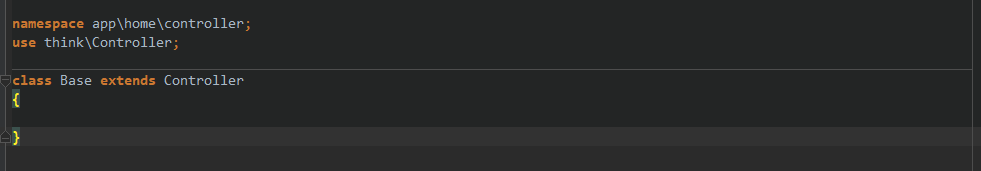 namespace app\home\controller;
use think\Controller;
class Base extends Controller
{
}